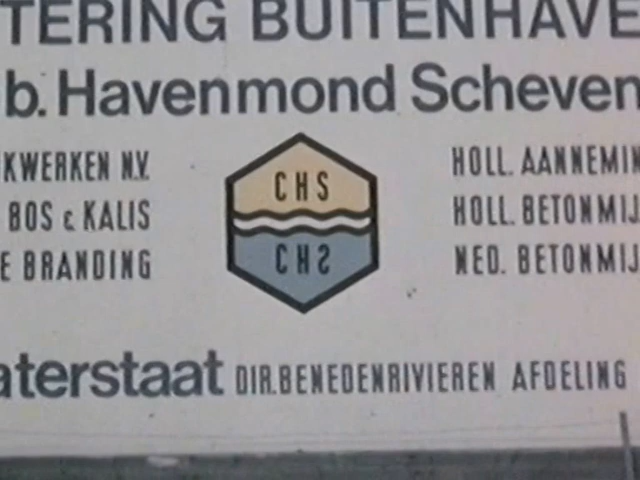 TERING BUITENHAVE
b. Havenmond Scheven
KWERKEN N.V.
BOS & KALIS
E BRANDING
CHS
CHS
HOLL. AANNEMIN
HOLL. BETONMIJ
NED. BETONMIJ
aterstaat DIR. BENEDENRIVIEREN AFDELING